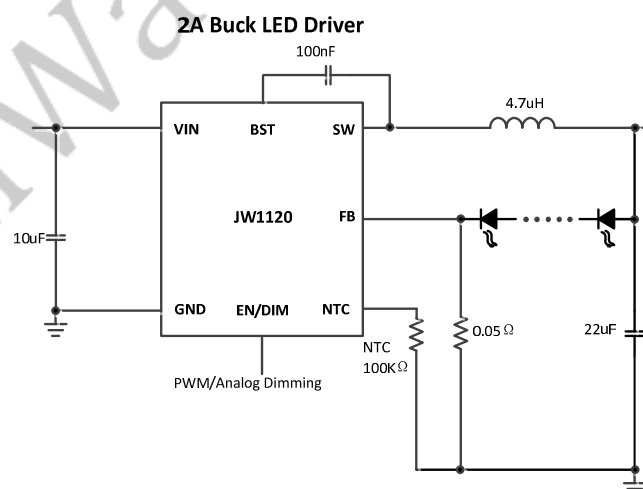 2A Buck LED Driver
100nF
4.7uH
VIN
BST
SW
JW1120
FB
10uF
GND
EN/DIM
NTC
0.05Ω
22uF
NTC
100KΩ
PWM/Analog Dimming